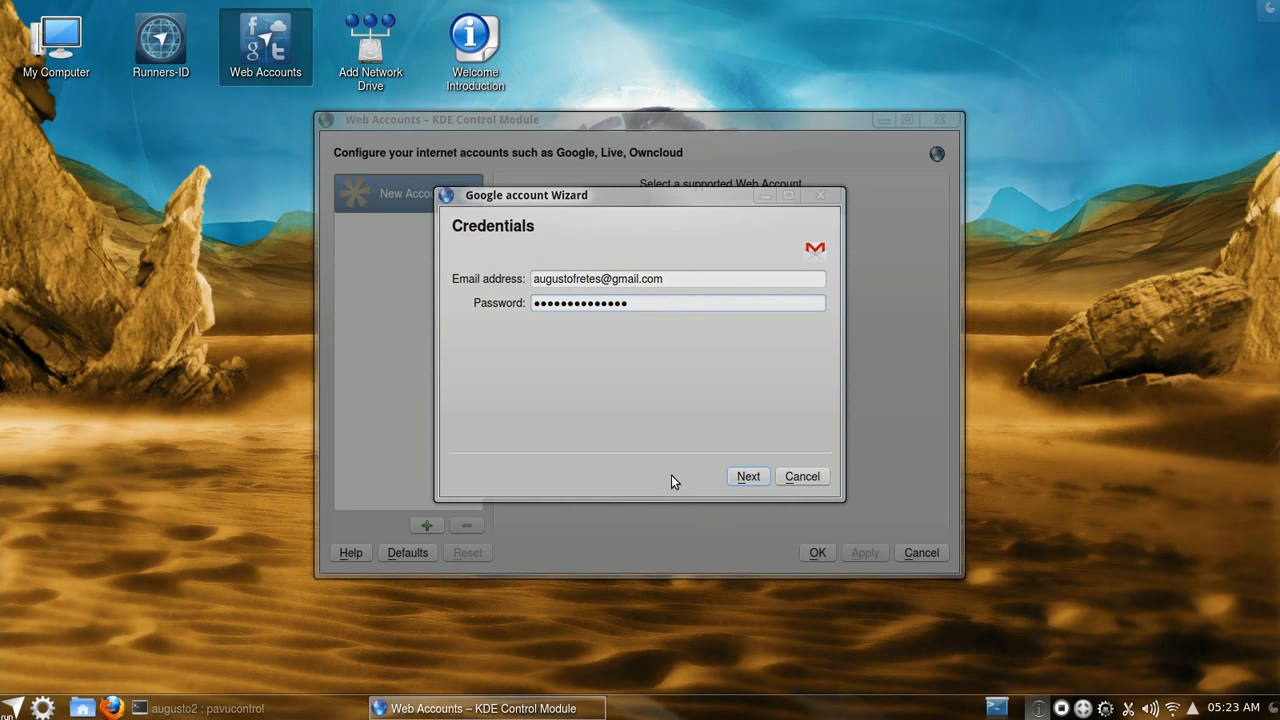 My Computer
Runners-ID
Web Accounts
Add Network
Drive
Welcome
Introduction
Web Accounts – KDE Control Module
Configure your internet accounts such as Google, Live, Owncloud
New Accou
Select a supported Web Account
Google account Wizard
Credentials
Email address: augustofretes@gmail.com
Password: ●●●●●●●●●●●●●●
Next
Cancel
Help
Defaults
Reset
OK
Apply
Cancel
run
augusto2 : pavucontrol
Web Accounts – KDE Control Module
05:23 AM